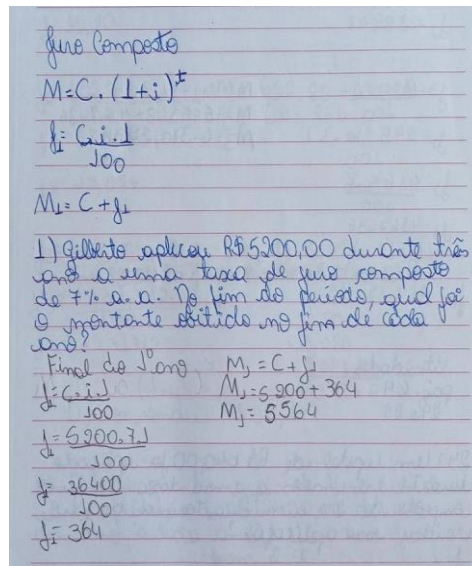 Juro Composto
M=C.(1+i)^t
J1=C.i.1
100
M1=C+J1
1) Gilberto aplicou R$5200,00 durante três
anos a uma taxa de juro composto
de 7% a.a. No fim do período, qual foi
o montante obtido no fim de cada
ano?
Final do 1º ano
J1=C.i.1
100
J1=5200.7.1
100
J1=36400
100
J1=364
M1=C+J1
M1=5200+364
M1=5564